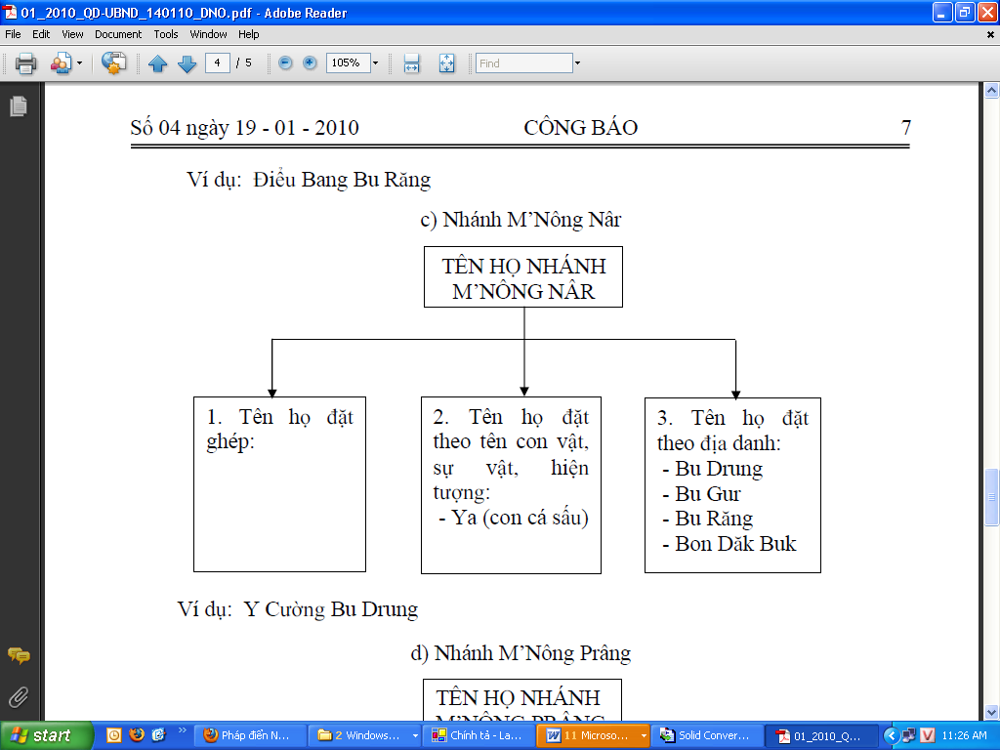 01_2010_QD-UBND_140110_DNO.pdf - Adobe Reader
File Edit View Document Tools Window Help
4 / 5 105% Find
Số 04 ngày 19 - 01 - 2010 CÔNG BÁO 7
Ví dụ: Điểu Bang Bu Răng
c) Nhánh M’Nông Nâr
TÊN HỌ NHÁNH
M’NÔNG NÂR
1. Tên họ đặt
ghép:
2. Tên họ đặt
theo tên con vật,
sự vật, hiện
tượng:
- Ya (con cá sấu)
3. Tên họ đặt
theo địa danh:
- Bu Drung
- Bu Gur
- Bu Răng
- Bon Dăk Buk
Ví dụ: Y Cường Bu Drung
d) Nhánh M’Nông Prâng
TÊN HỌ NHÁNH
M’NÔNG PRÂNG
start Pháp điển N... 2 Windows... Chính tả - La... 11 Microso... Solid Conver... 01_2010_Q... V 11:26 AM